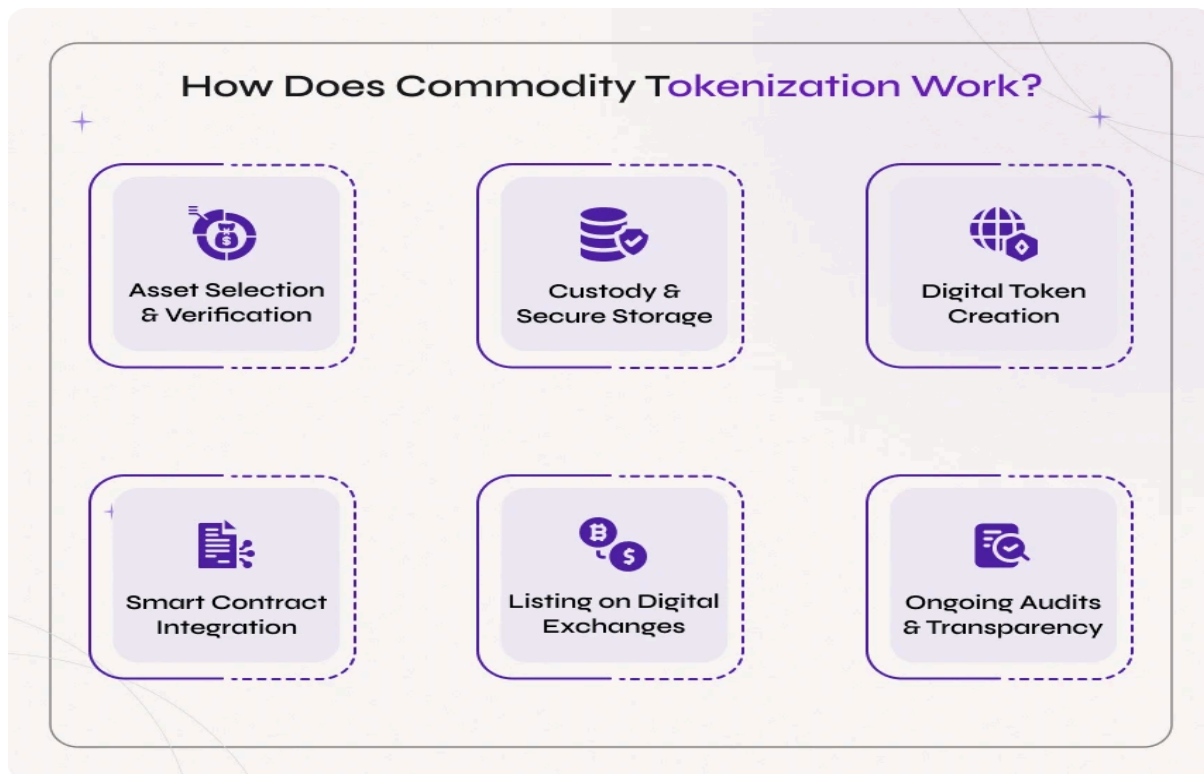 How Does Commodity Tokenization Work?
Asset Selection
& Verification
Custody &
Secure Storage
Digital Token
Creation
Smart Contract
Integration
Listing on Digital
Exchanges
Ongoing Audits
& Transparency